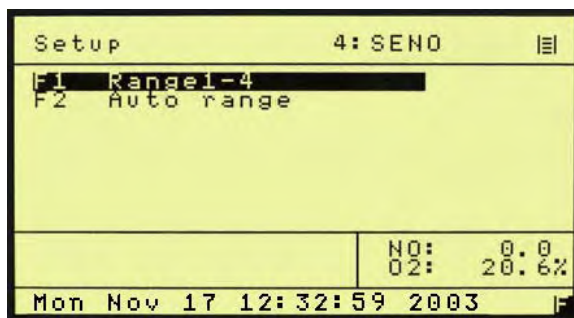 Setup 4: SENO
F1 Range1-4
F2 Auto range
NO: 0.0
O2: 20.6%
Mon Nov 17 12:32:59 2003